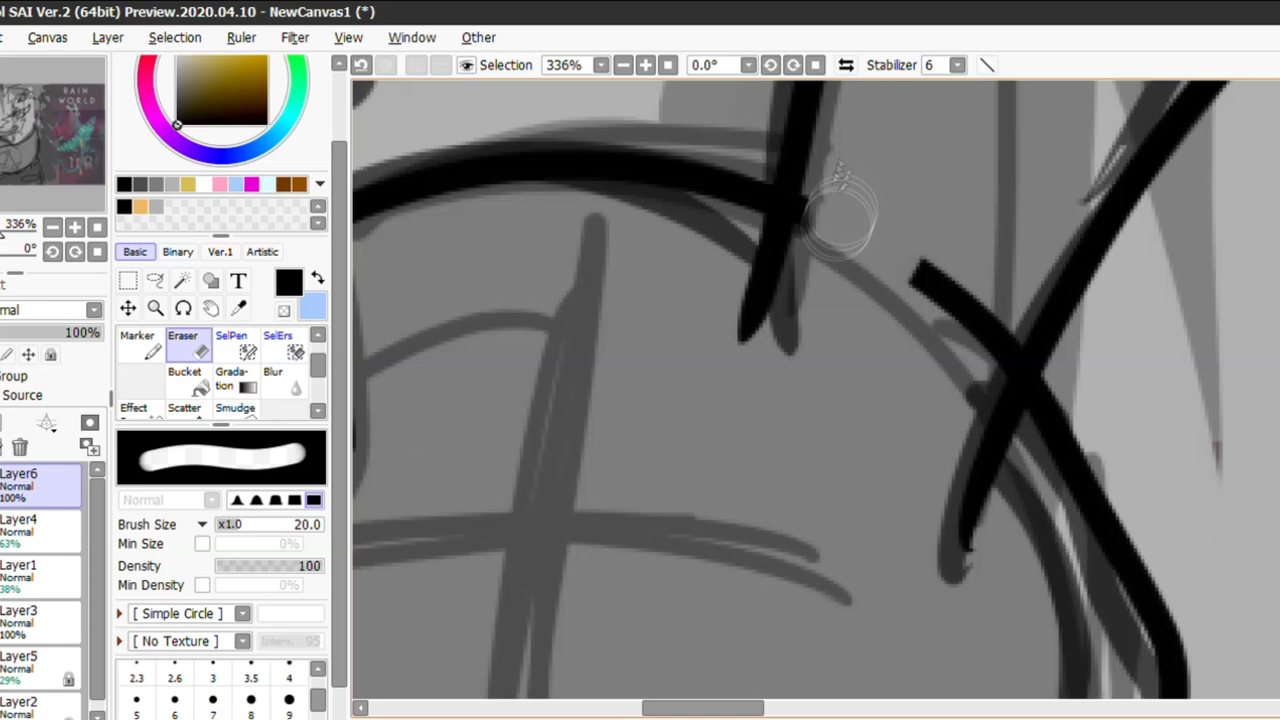 ol SAI Ver.2 (64bit) Preview.2020.04.10 - NewCanvas1 (*)
Canvas Layer Selection Ruler Filter View Window Other
Selection 336% 0.0° Stabilizer 6
RAIN
WORLD
336%
0°
Basic Binary Ver.1 Artistic
T
mal
100%
Marker Eraser SelPen SelErs
Bucket Grada-
tion Blur
Effect Scatter Smudge
Group
Source
Layer6
Normal
100%
Layer4
Normal
63%
Layer1
Normal
38%
Layer3
Normal
100%
Layer5
Normal
29%
Layer2
Normal
Brush Size x1.0 20.0
Min Size 0%
Density 100
Min Density 0%
[ Simple Circle ]
[ No Texture ] 95
2.3 2.6 3 3.5 4
5 6 7 8 9